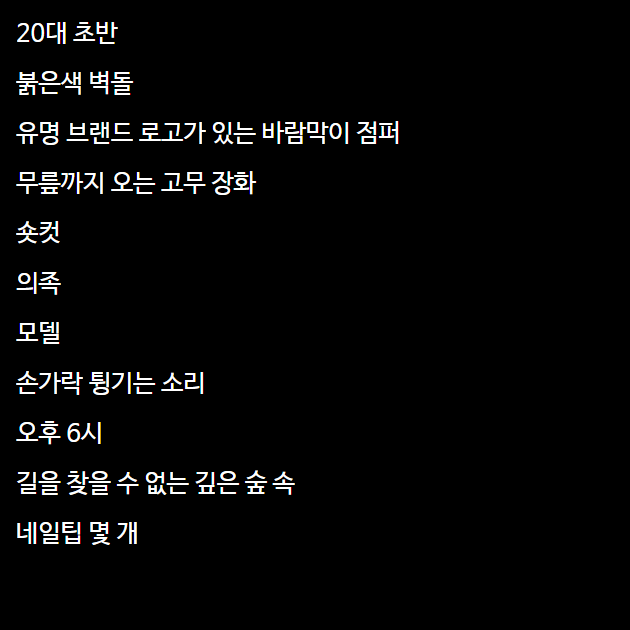 20대 초반
붉은색 벽돌
유명 브랜드 로고가 있는 바람막이 점퍼
무릎까지 오는 고무 장화
숏컷
의족
모델
손가락 튕기는 소리
오후 6시
길을 찾을 수 없는 깊은 숲 속
네일팁 몇 개